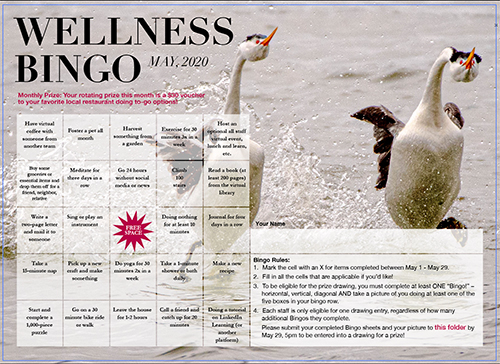 WELLNESS
BINGO MAY, 2020
Monthly Prize: Your rotating prize this month is a $50 voucher
to your favorite local restaurant doing to-go options!
Have virtual
coffee with
someone from
another team
Foster a pet all
month
Harvest
something from
a garden
Exercise for 30
minutes 3x in a
week
Host an
optional all staff
virtual event,
lunch and learn,
etc.
Buy some
groceries or
essential items and
drop them off for a
friend, neighbor,
relative
Meditate for
three days in a
row
Go 24 hours
without social
media or news
Climb
100
stairs
Read a book (at
least 200 pages)
from the virtual
library
Write a
two-page letter
and mail it to
someone
Sing or play an
instrument
FREE
SPACE
Doing nothing
for at least 10
minutes
Journal for five
days in a row
Take a
15-minute nap
Pick up a new
craft and make
something
Do yoga for 30
minutes 2x in a
week
Take a 5-minute
shower or bath
daily
Make a new
recipe.
Start and
complete a
1,000-piece
puzzle
Go on a 30
minute bike ride
or walk
Leave the house
for 1-2 hours
Call a friend and
catch up for 20
minutes
Doing a tutorial
on LinkedIn
Learning (or
another
platform)
Your Name
Bingo Rules:
1. Mark the cell with an X for items completed between May 1 - May 29.
2. Fill in all the cells that are applicable if you'd like!
3. To be eligible for the prize drawing, you must complete at least ONE "Bingo!" –
horizontal, vertical, diagonal AND take a picture of you doing at least one of the
five boxes in your bingo row.
4. Each staff is only eligible for one drawing entry, regardless of how many
additional Bingos they complete.
Please submit your completed Bingo sheets and your picture to this folder by
May 29, 5pm to be entered into a drawing for a prize!